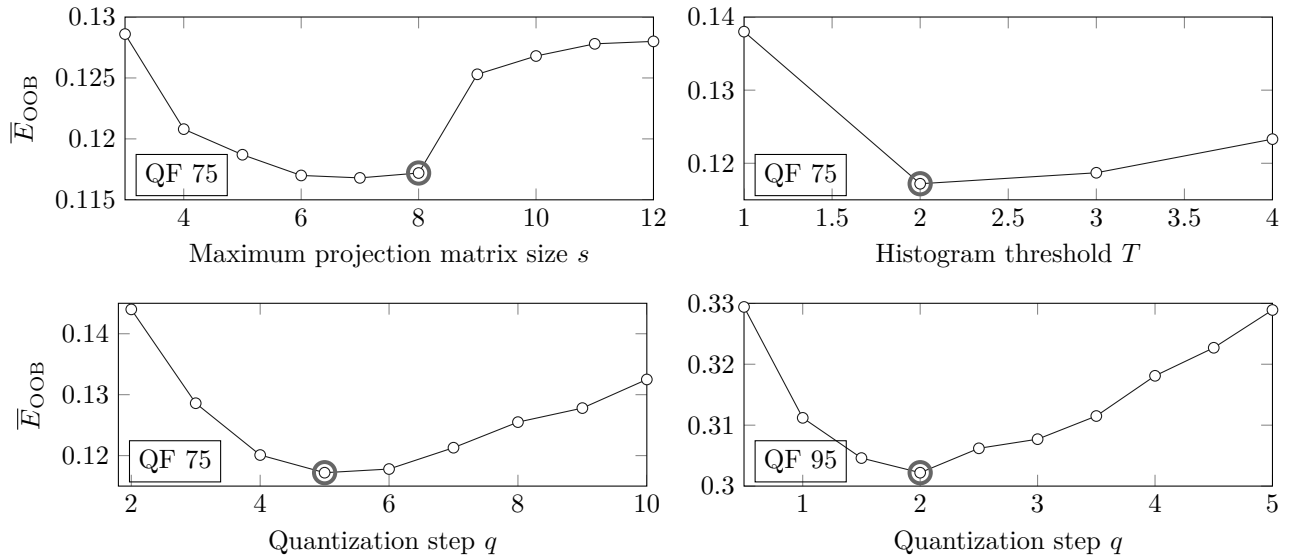 0.13
0.125
0.12
0.115
E̅OOB
QF 75
4 6 8 10 12
Maximum projection matrix size s
0.14
0.13
0.12
QF 75
1 1.5 2 2.5 3 3.5 4
Histogram threshold T
0.14
0.13
0.12
E̅OOB
QF 75
2 4 6 8 10
Quantization step q
0.33
0.32
0.31
0.3
QF 95
1 2 3 4 5
Quantization step q